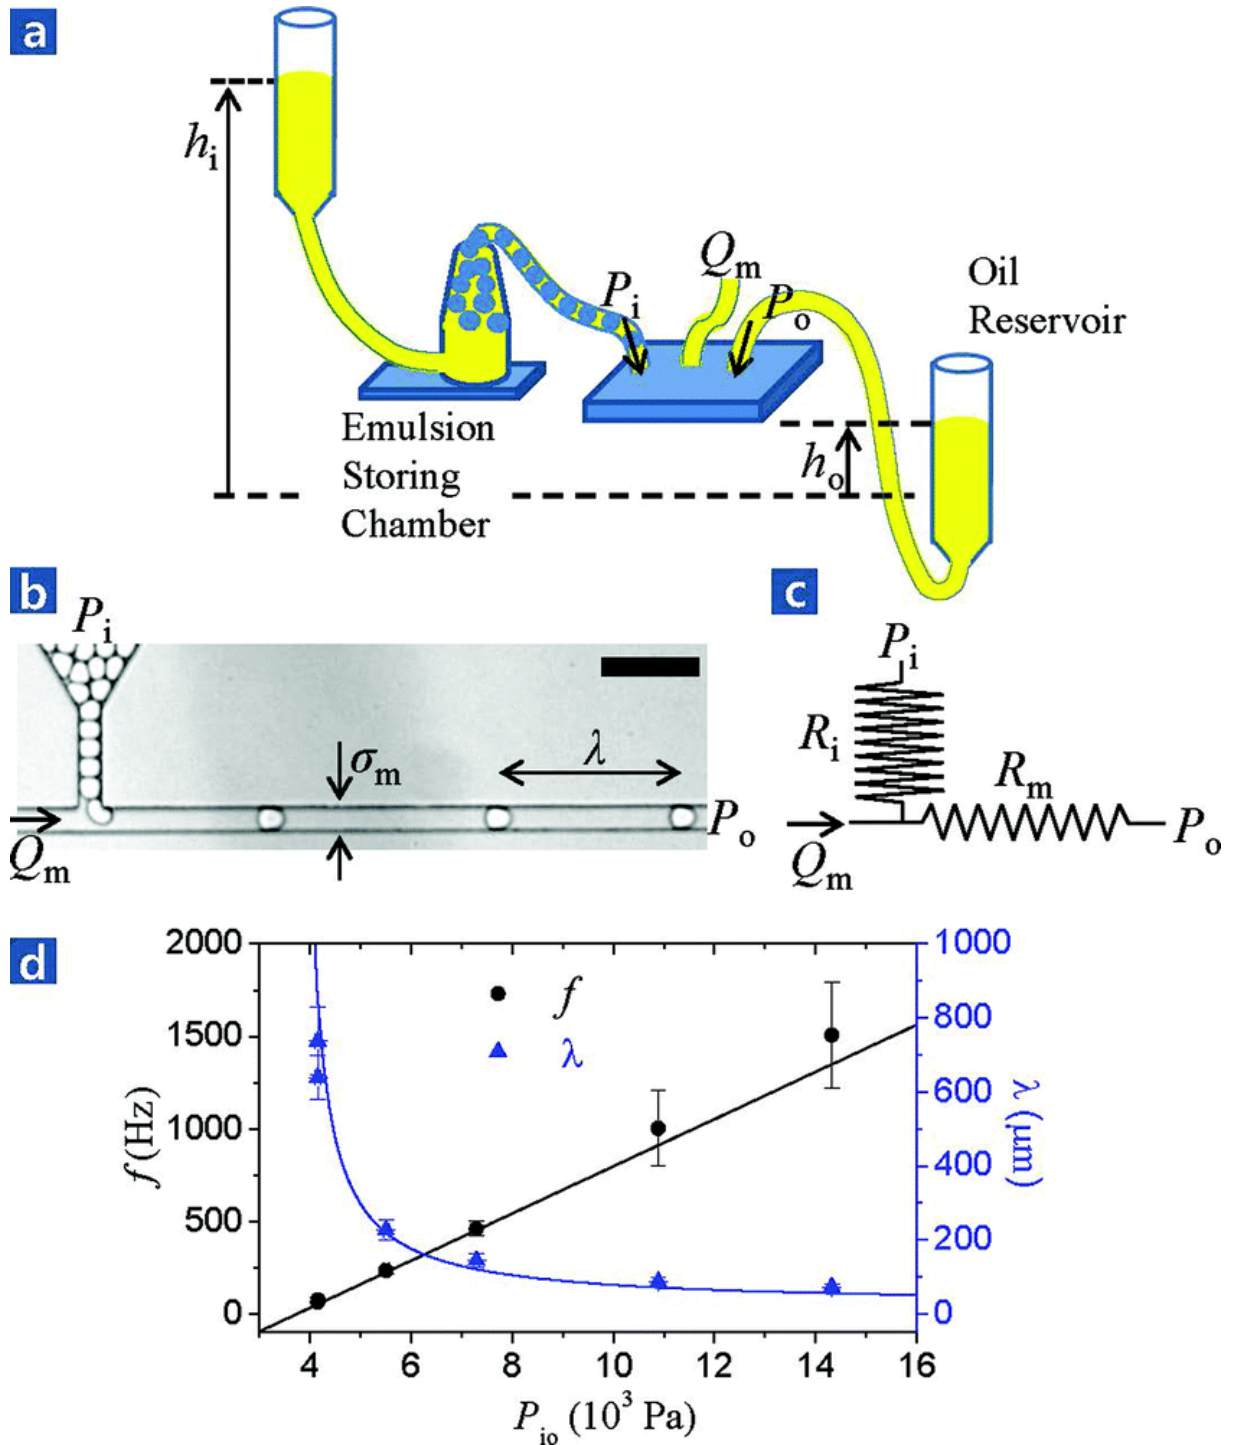 a
h_i
Q_m
P_i
P_o
Oil
Reservoir
Emulsion
Storing
Chamber
h_o
b
P_i
σ_m
λ
Q_m
P_o
c
P_i
R_i
R_m
Q_m
P_o
d
2000
1500
1000
500
0
f (Hz)
f
λ
1000
800
600
400
200
0
λ (μm)
4 6 8 10 12 14 16
P_io (10³ Pa)